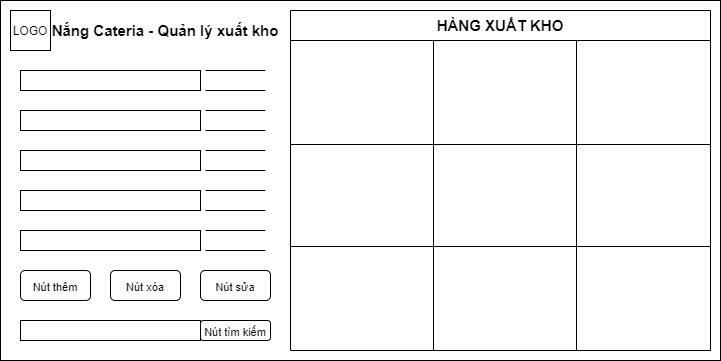 LOGO
Nắng Cateria - Quản lý xuất kho
HÀNG XUẤT KHO
Nút thêm
Nút xóa
Nút sửa
Nút tìm kiếm